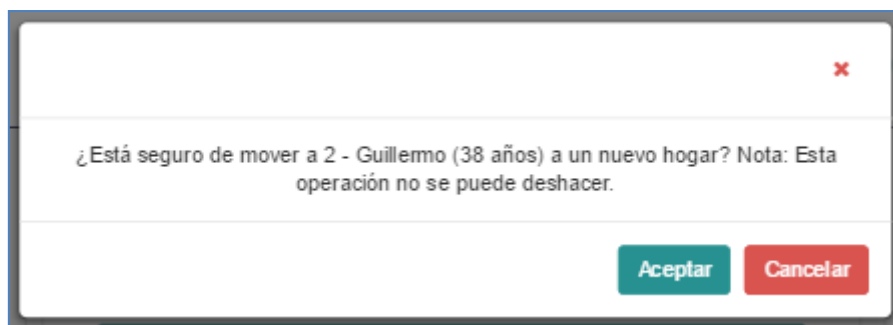 ¿Está seguro de mover a 2 - Guillermo (38 años) a un nuevo hogar? Nota: Esta
operación no se puede deshacer.
Aceptar Cancelar